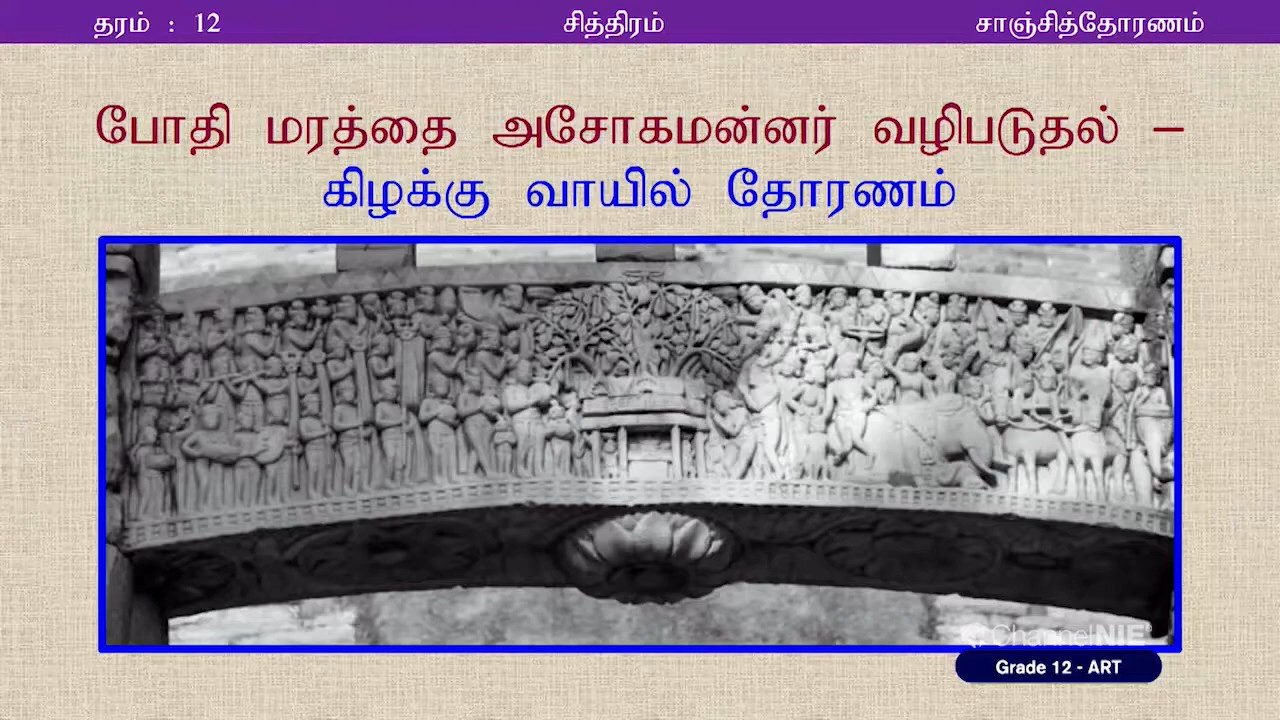 தரம் : 12 சித்திரம் சாஞ்சித்தோரணம்
போதி மரத்தை அசோகமன்னர் வழிபடுதல் –
கிழக்கு வாயில் தோரணம்
ChannelNIE
Grade 12 - ART